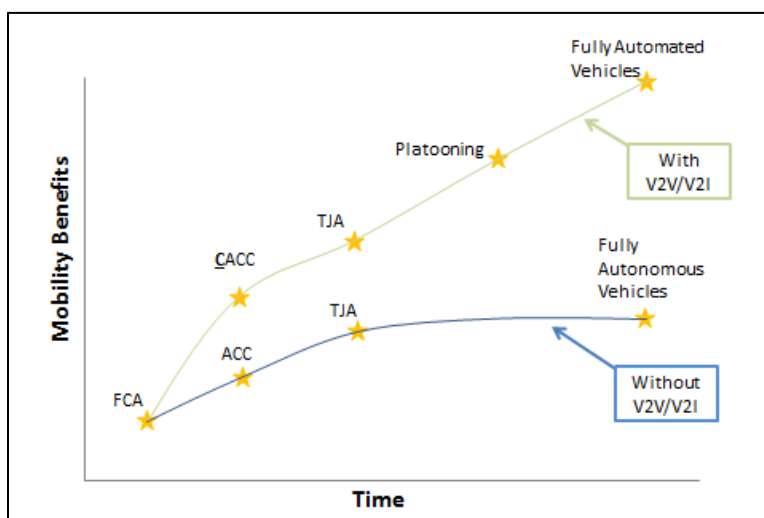 Fully Automated
Vehicles
Platooning
With
V2V/V2I
TJA
CACC
Fully
Autonomous
Vehicles
TJA
ACC
Without
V2V/V2I
FCA
Mobility Benefits
Time